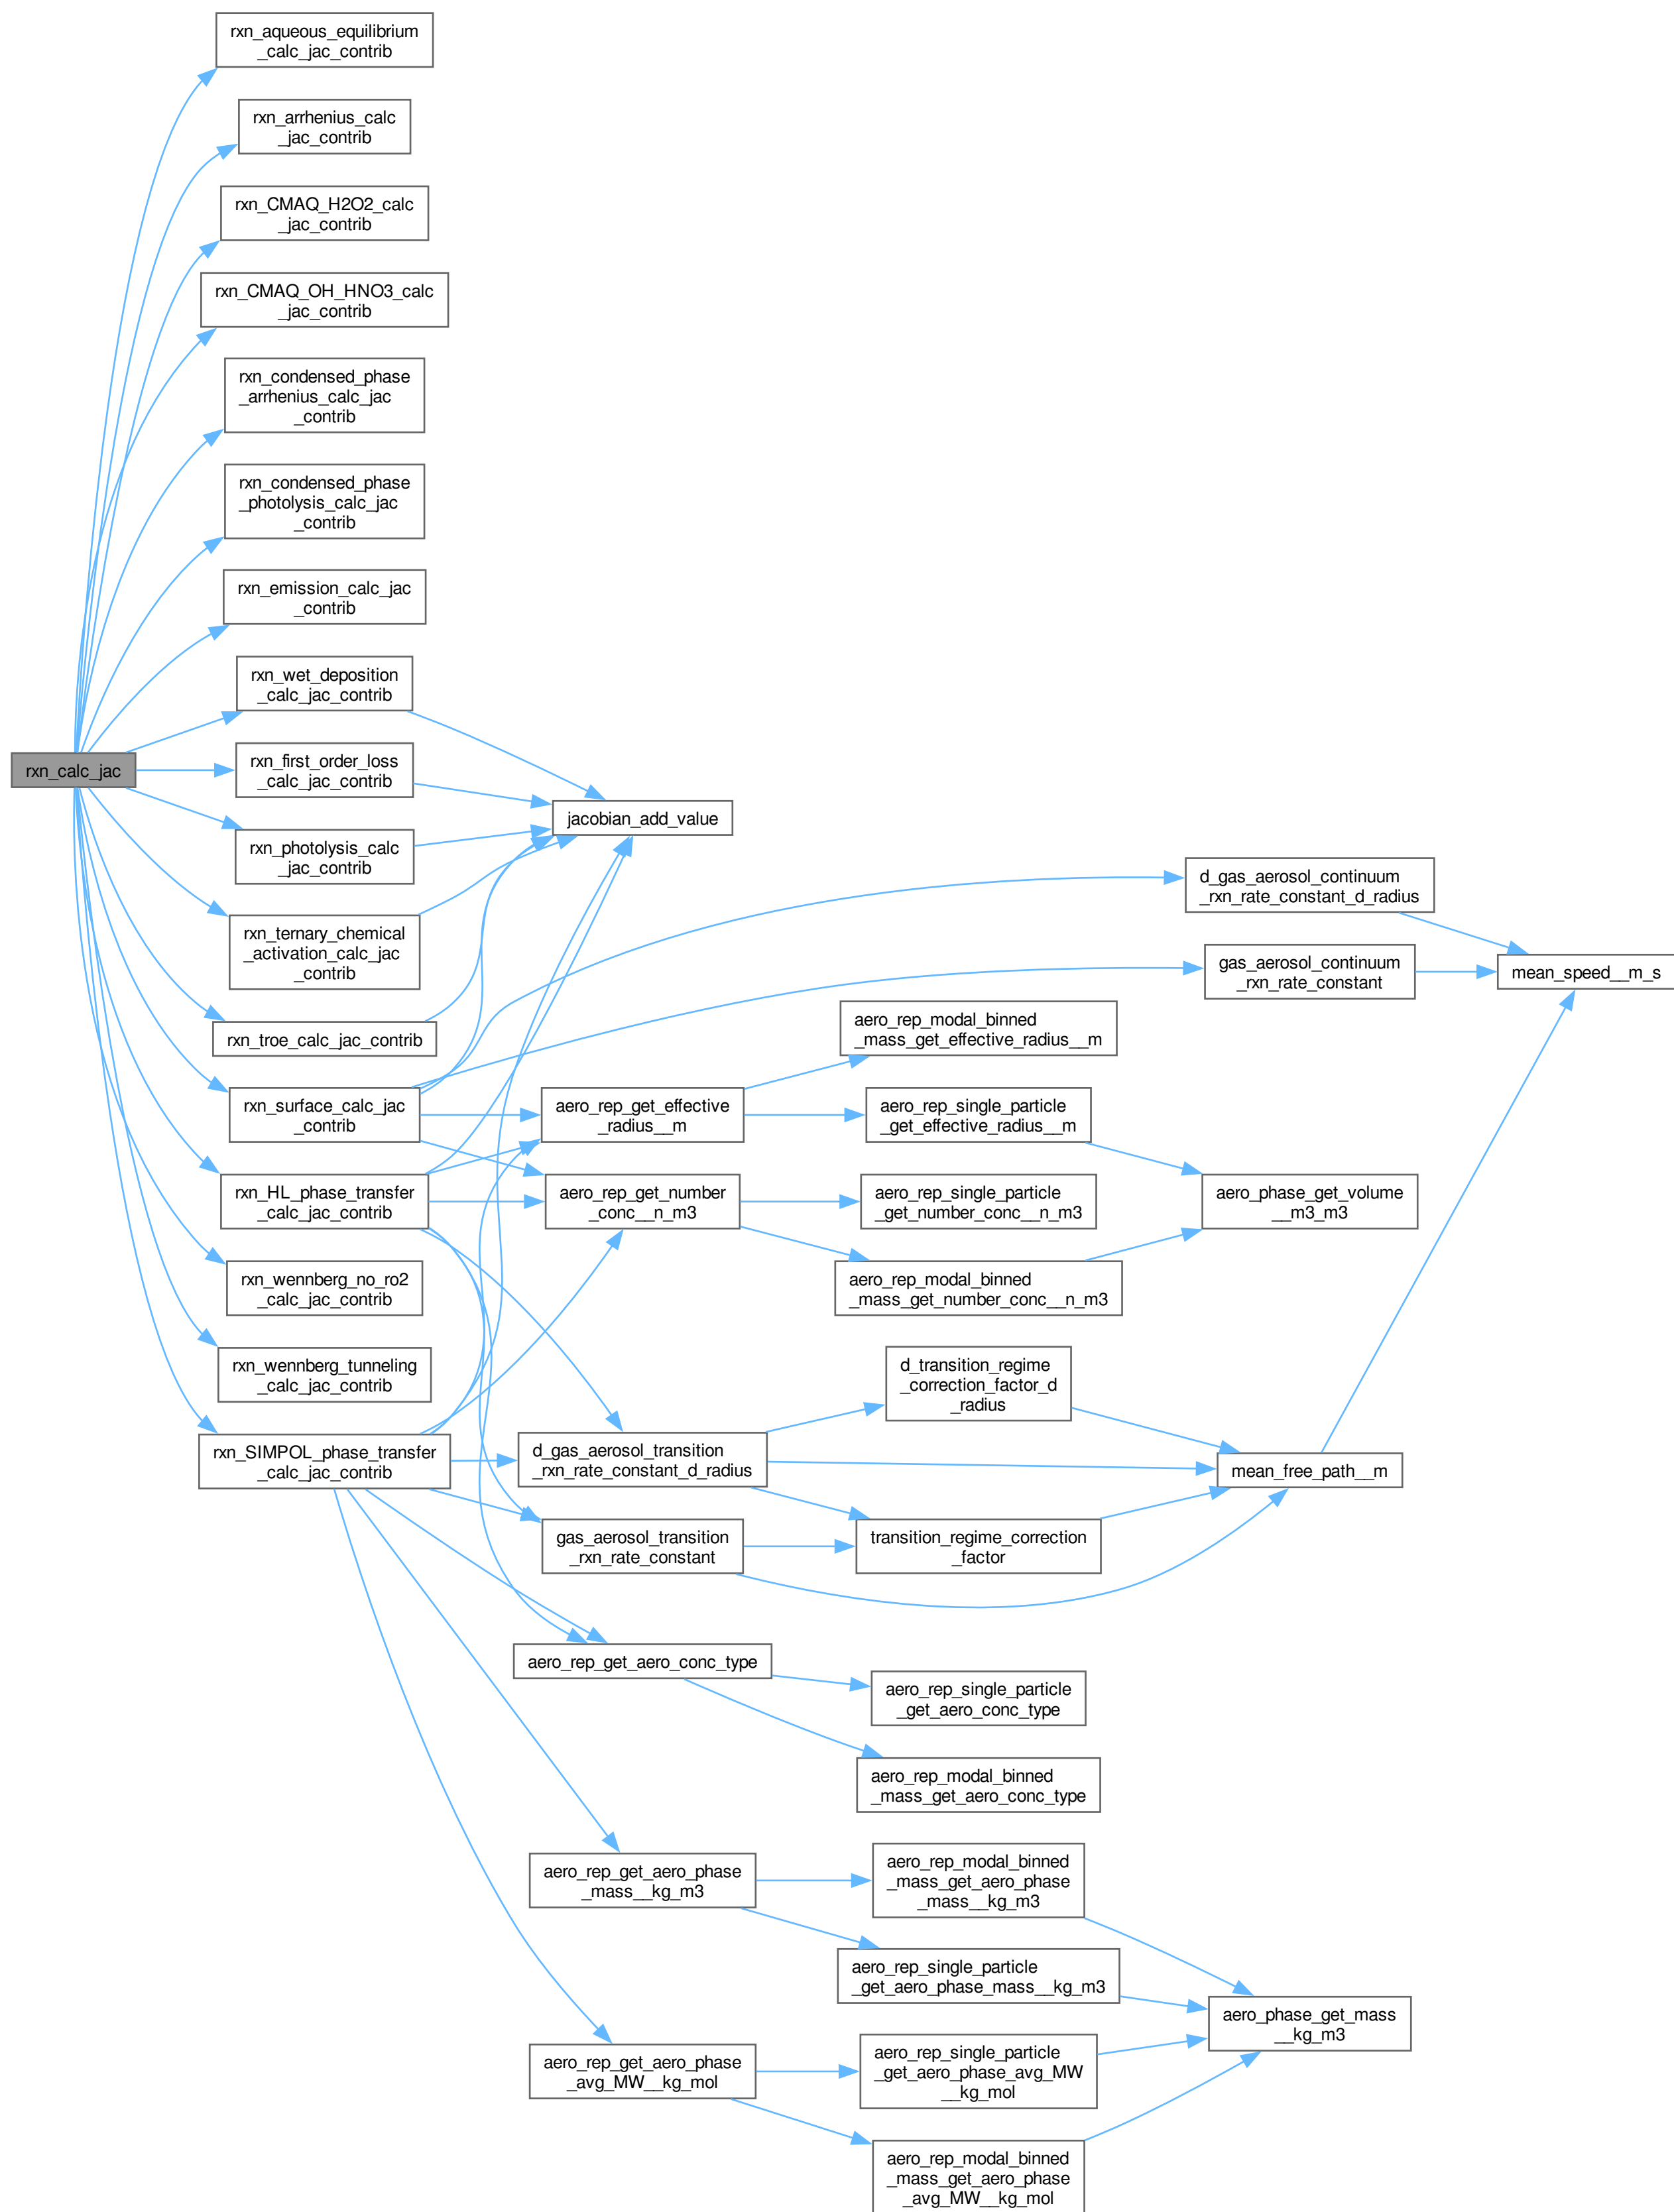 rxn_aqueous_equilibrium
_calc_jac_contrib
rxn_arrhenius_calc
_jac_contrib
rxn_CMAQ_H2O2_calc
_jac_contrib
rxn_CMAQ_OH_HNO3_calc
_jac_contrib
rxn_condensed_phase
_arrhenius_calc_jac
_contrib
rxn_condensed_phase
_photolysis_calc_jac
_contrib
rxn_emission_calc_jac
_contrib
rxn_wet_deposition
_calc_jac_contrib
rxn_calc_jac
rxn_first_order_loss
_calc_jac_contrib
rxn_photolysis_calc
_jac_contrib
rxn_ternary_chemical
_activation_calc_jac
_contrib
rxn_troe_calc_jac_contrib
rxn_surface_calc_jac
_contrib
rxn_HL_phase_transfer
_calc_jac_contrib
rxn_wennberg_no_ro2
_calc_jac_contrib
rxn_wennberg_tunneling
_calc_jac_contrib
rxn_SIMPOL_phase_transfer
_calc_jac_contrib
jacobian_add_value
aero_rep_get_effective
_radius__m
aero_rep_get_number
_conc__n_m3
d_gas_aerosol_transition
_rxn_rate_constant_d_radius
gas_aerosol_transition
_rxn_rate_constant
aero_rep_get_aero_conc_type
aero_rep_get_aero_phase
_mass__kg_m3
aero_rep_get_aero_phase
_avg_MW__kg_mol
aero_rep_modal_binned
_mass_get_effective_radius__m
aero_rep_single_particle
_get_effective_radius__m
aero_rep_single_particle
_get_number_conc__n_m3
aero_rep_modal_binned
_mass_get_number_conc__n_m3
d_transition_regime
_correction_factor_d
_radius
transition_regime_correction
_factor
aero_rep_single_particle
_get_aero_conc_type
aero_rep_modal_binned
_mass_get_aero_conc_type
aero_rep_modal_binned
_mass_get_aero_phase
_mass__kg_m3
aero_rep_single_particle
_get_aero_phase_mass__kg_m3
aero_rep_single_particle
_get_aero_phase_avg_MW
__kg_mol
aero_rep_modal_binned
_mass_get_aero_phase
_avg_MW__kg_mol
d_gas_aerosol_continuum
_rxn_rate_constant_d_radius
gas_aerosol_continuum
_rxn_rate_constant
aero_phase_get_volume
__m3_m3
mean_free_path__m
aero_phase_get_mass
__kg_m3
mean_speed__m_s